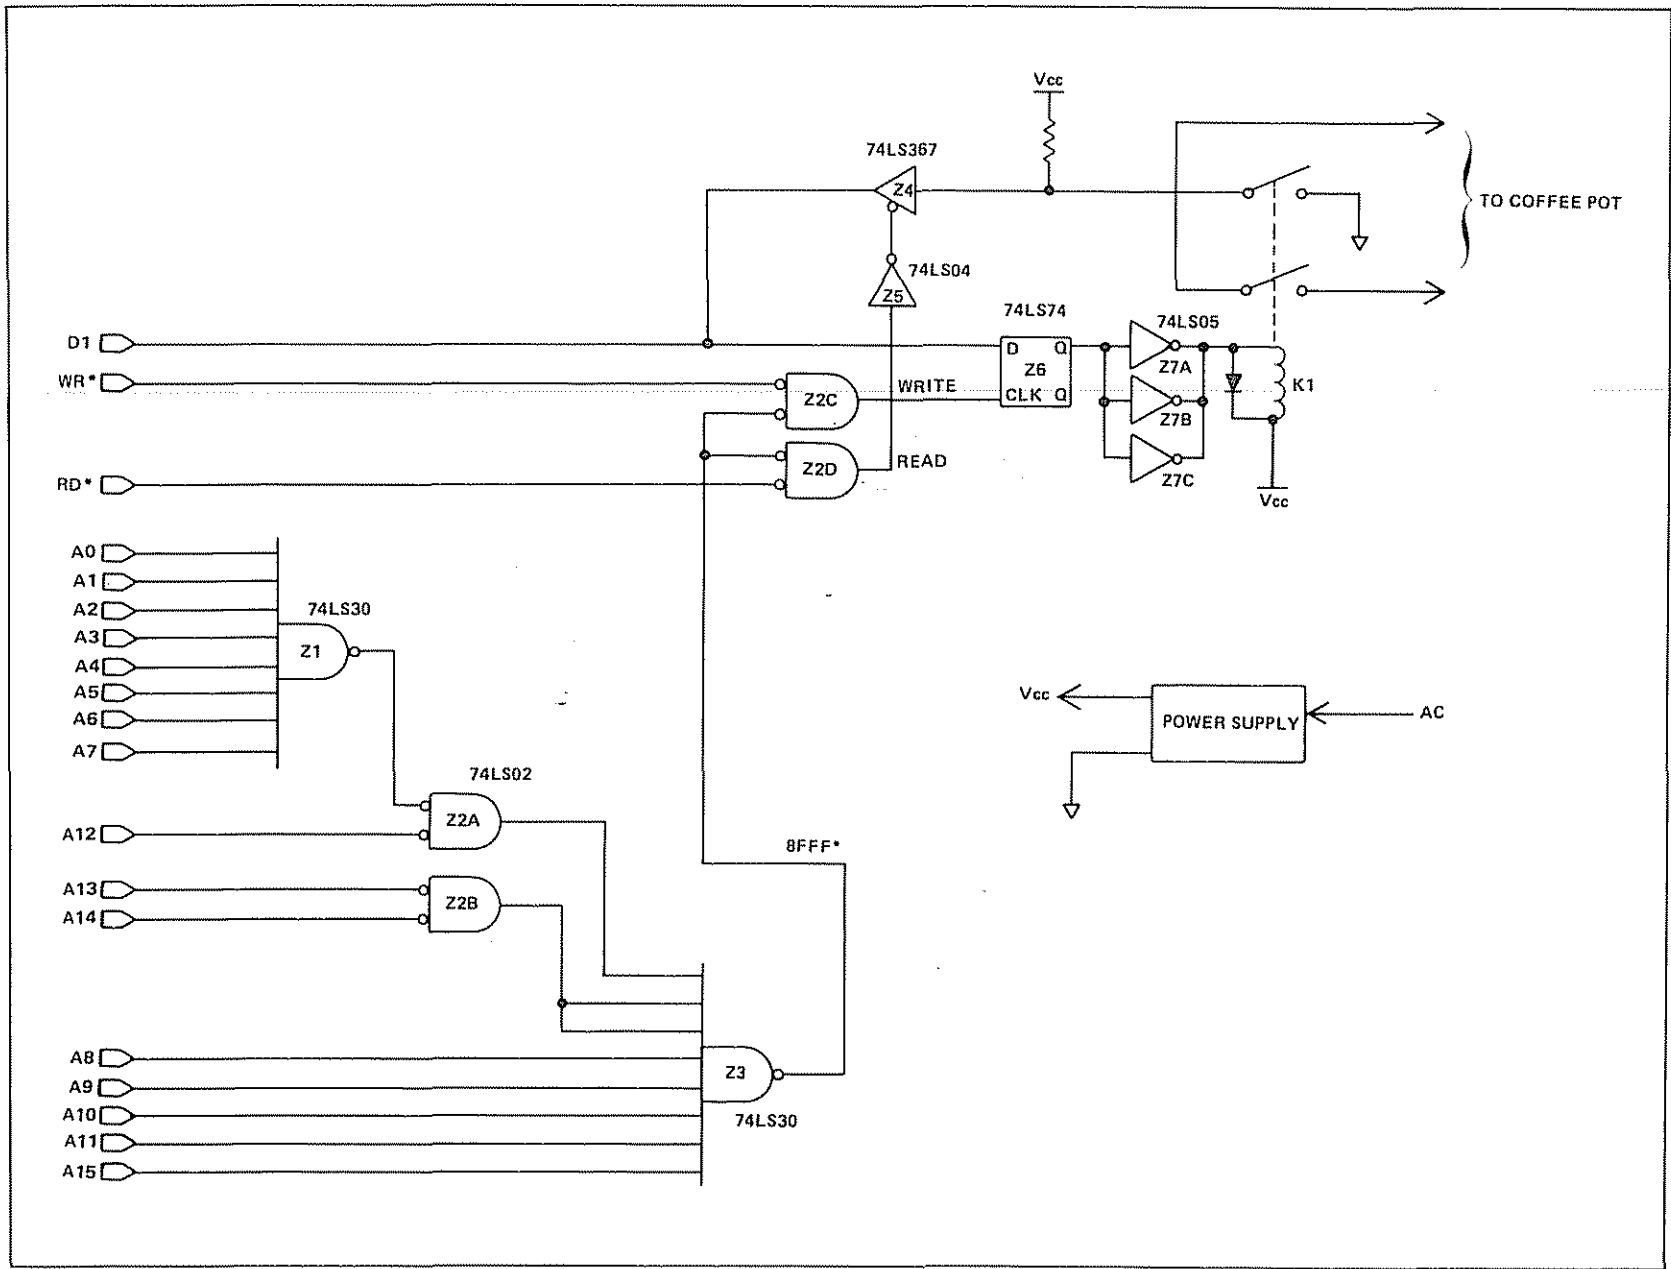 Vcc
74LS367
Z4
TO COFFEE POT
74LS04
Z5
74LS74
74LS05
D1
D Q
Z6
CLK Q
Z7A
WR*
Z2C
WRITE
Z7B
K1
Z2D
READ
Z7C
RD*
Vcc
A0
A1
A2
74LS30
A3
Z1
A4
A5
A6
A7
Vcc
POWER SUPPLY
AC
74LS02
A12
Z2A
8FFF*
A13
Z2B
A14
A8
Z3
A9
A10
74LS30
A11
A15